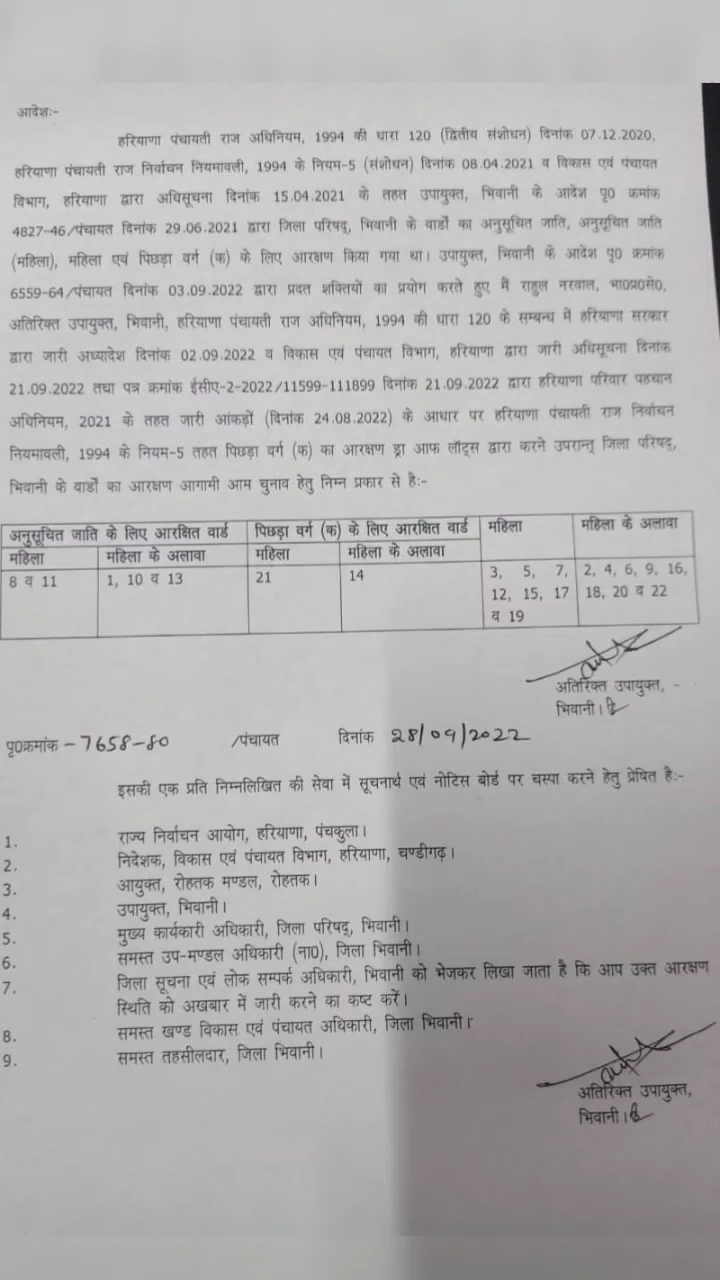 आदेशः-
हरियाणा पंचायती राज अधिनियम, 1994 की धारा 120 (द्वितीय संशोधन) दिनांक 07.12.2020,
हरियाणा पंचायती राज निर्वाचन नियमावली, 1994 के नियम-5 (संशोधन) दिनांक 08.04.2021 व विकास एवं पंचायत
विभाग, हरियाणा द्वारा अधिसूचना दिनांक 15.04.2021 के तहत उपायुक्त, भिवानी के आदेश पृ0 क्रमांक
4827-46/पंचायत दिनांक 29.06.2021 द्वारा जिला परिषद्, भिवानी के वार्डों का अनुसूचित जाति, अनुसूचित जाति
(महिला), महिला एवं पिछड़ा वर्ग (क) के लिए आरक्षण किया गया था। उपायुक्त, भिवानी के आदेश पृ0 क्रमांक
6559-64/पंचायत दिनांक 03.09.2022 द्वारा प्रदत शक्तियों का प्रयोग करते हुए मैं राहुल नरवाल, भा0प्र0से0,
अतिरिक्त उपायुक्त, भिवानी, हरियाणा पंचायती राज अधिनियम, 1994 की धारा 120 के सम्बन्ध में हरियाणा सरकार
द्वारा जारी अध्यादेश दिनांक 02.09.2022 व विकास एवं पंचायत विभाग, हरियाणा द्वारा जारी अधिसूचना दिनांक
21.09.2022 तथा पत्र क्रमांक ईसीए-2-2022/11599-111899 दिनांक 21.09.2022 द्वारा हरियाणा परिवार पहचान
अधिनियम, 2021 के तहत जारी आंकड़ों (दिनांक 24.08.2022) के आधार पर हरियाणा पंचायती राज निर्वाचन
नियमावली, 1994 के नियम-5 तहत पिछड़ा वर्ग (क) का आरक्षण ड्रा आफ लॉट्स द्वारा करने उपरान्त् जिला परिषद्,
भिवानी के वार्डों का आरक्षण आगामी आम चुनाव हेतु निम्न प्रकार से है:-
अनुसूचित जाति के लिए आरक्षित वार्ड पिछड़ा वर्ग (क) के लिए आरक्षित वार्ड महिला महिला के अलावा
महिला महिला के अलावा महिला महिला के अलावा
8 व 11 1, 10 व 13 21 14 3, 5, 7, 2, 4, 6, 9, 16,
12, 15, 17 18, 20 व 22
व 19
अतिरिक्त उपायुक्त, -
भिवानी।
पृ0क्रमांक -7658-80 /पंचायत दिनांक 28/09/2022
इसकी एक प्रति निम्नलिखित की सेवा में सूचनार्थ एवं नोटिस बोर्ड पर चस्पा करने हेतु प्रेषित है:-
1. राज्य निर्वाचन आयोग, हरियाणा, पंचकुला।
2. निदेशक, विकास एवं पंचायत विभाग, हरियाणा, चण्डीगढ़।
3. आयुक्त, रोहतक मण्डल, रोहतक।
4. उपायुक्त, भिवानी।
5. मुख्य कार्यकारी अधिकारी, जिला परिषद्, भिवानी।
6. समस्त उप-मण्डल अधिकारी (ना0), जिला भिवानी।
7. जिला सूचना एवं लोक सम्पर्क अधिकारी, भिवानी को भेजकर लिखा जाता है कि आप उक्त आरक्षण
स्थिति को अखबार में जारी करने का कष्ट करें।
8. समस्त खण्ड विकास एवं पंचायत अधिकारी, जिला भिवानी।
9. समस्त तहसीलदार, जिला भिवानी।
अतिरिक्त उपायुक्त,
भिवानी।